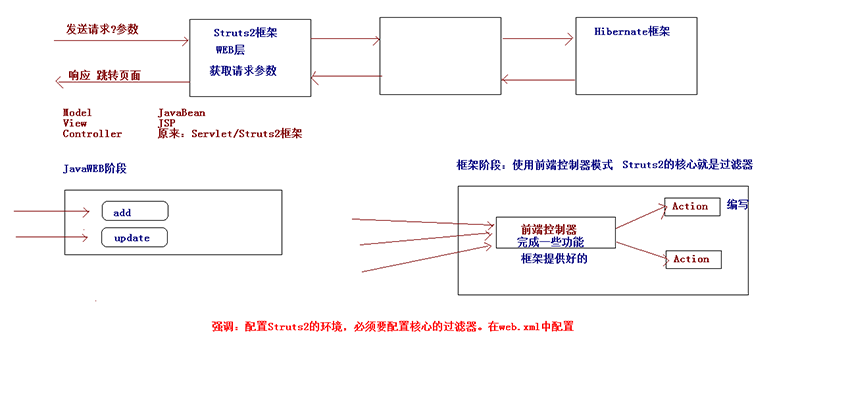 发送请求?参数
响应 跳转页面
Struts2框架
WEB层
获取请求参数
Hibernate框架
Model JavaBean
View JSP
Controller 原来：Servlet/Struts2框架
JavaWEB阶段
add
update
框架阶段：使用前端控制器模式 Struts2的核心就是过滤器
前端控制器
完成一些功能
框架提供好的
Action 编写
Action
强调：配置Struts2的环境，必须要配置核心的过滤器。在web.xml中配置